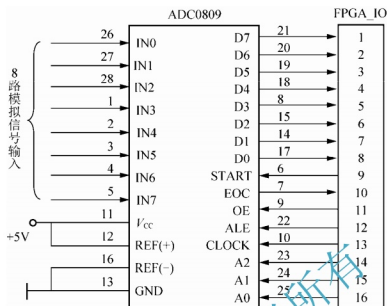 ADC0809 FPGA_IO
26 IN0 D7 21 1
27 IN1 D6 20 2
28 IN2 D5 19 3
1 IN3 D4 18 4
2 IN4 D3 8 5
3 IN5 D2 15 6
4 IN6 D1 14 7
5 IN7 D0 17 8
8路模拟信号输入
START 6 9
EOC 7 10
OE 9 11
11 VCC ALE 22 12
+5V
12 REF(+) CLOCK 10 13
16 REF(−) A2 23 14
13 GND A1 24 15
A0 25 16
所有